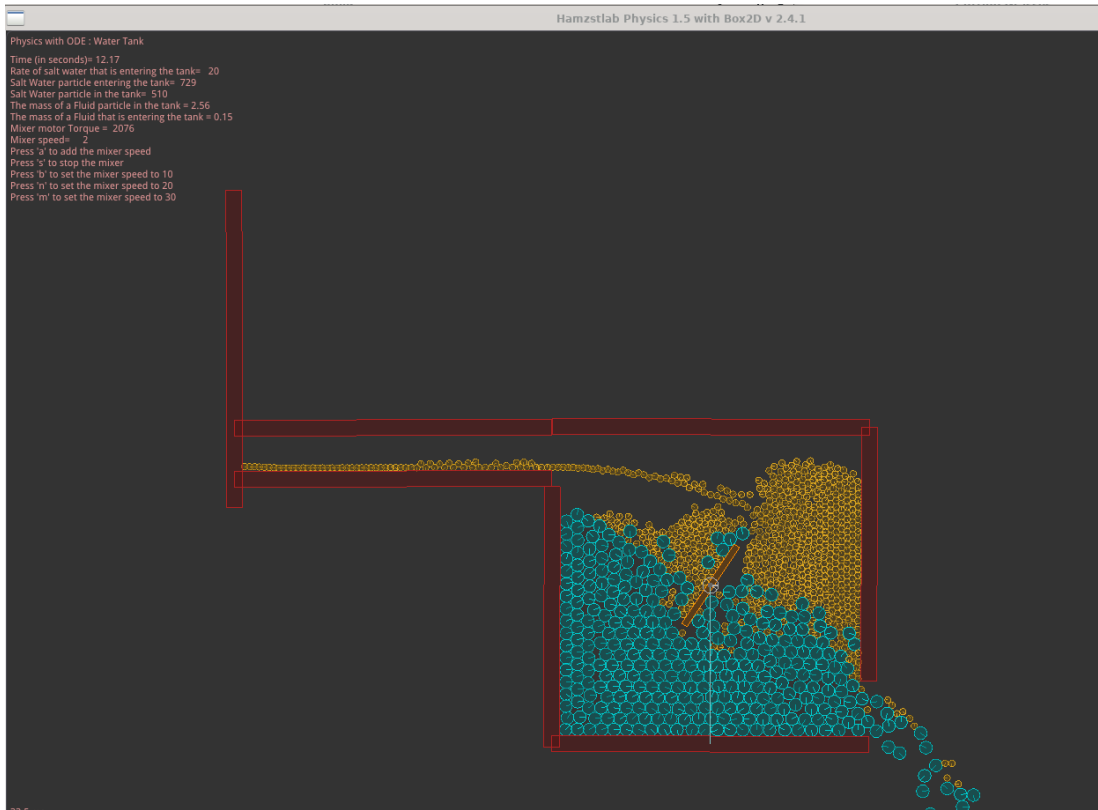 Hamzstlab Physics 1.5 with Box2D v 2.4.1
Physics with ODE : Water Tank
Time (in seconds)= 12.17
Rate of salt water that is entering the tank= 20
Salt Water particle entering the tank= 729
Salt Water particle in the tank= 510
The mass of a Fluid particle in the tank = 2.56
The mass of a Fluid that is entering the tank = 0.15
Mixer motor Torque = 2076
Mixer speed= 2
Press 'a' to add the mixer speed
Press 's' to stop the mixer
Press 'b' to set the mixer speed to 10
Press 'n' to set the mixer speed to 20
Press 'm' to set the mixer speed to 30